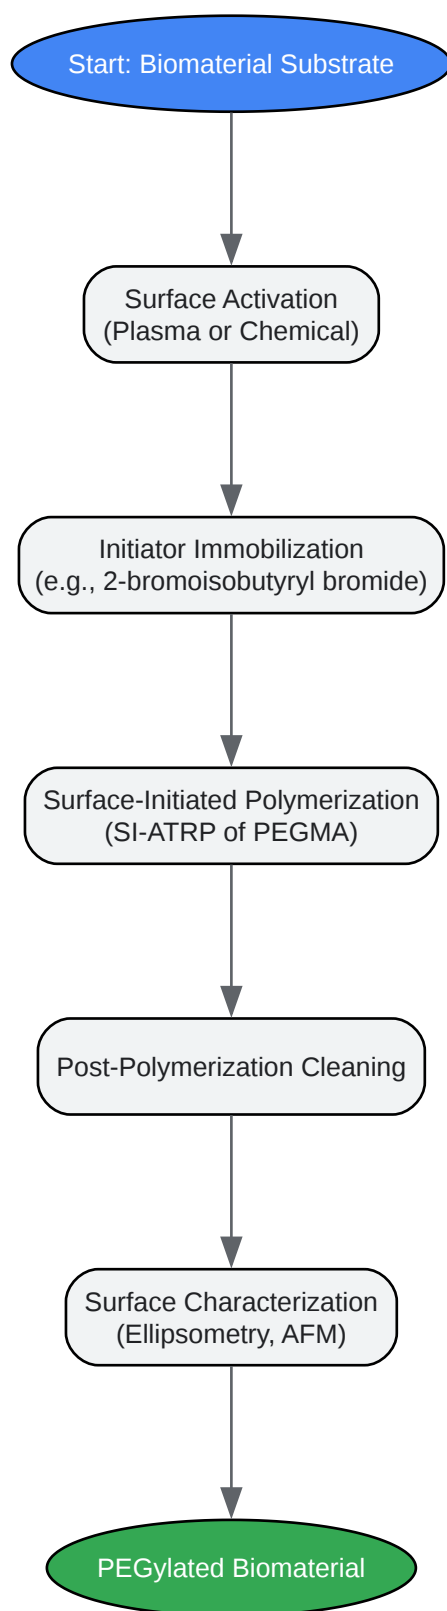 Start: Biomaterial Substrate
Surface Activation
(Plasma or Chemical)
Initiator Immobilization
(e.g., 2-bromoisobutyryl bromide)
Surface-Initiated Polymerization
(SI-ATRP of PEGMA)
Post-Polymerization Cleaning
Surface Characterization
(Ellipsometry, AFM)
PEGylated Biomaterial